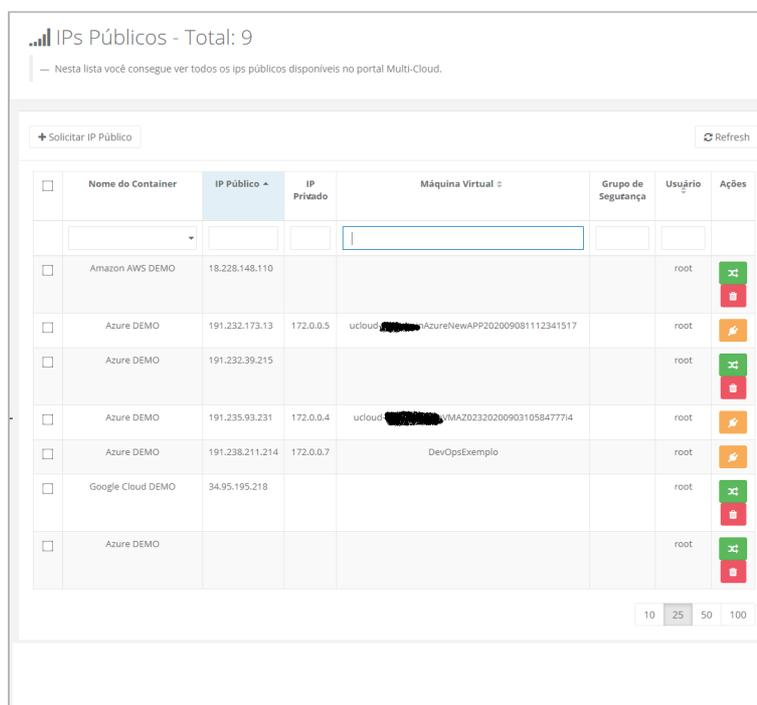 IPs Públicos - Total: 9
— Nesta lista você consegue ver todos os ips públicos disponíveis no portal Multi-Cloud.
Solicitar IP Público
Refresh
Nome do Container IP Público IP Privado Máquina Virtual Grupo de Segurança Usuário Ações
Amazon AWS DEMO 18.228.148.110 root
Azure DEMO 191.232.173.13 172.0.0.5 ucloud- nAzureNewAPP202009081112341517 root
Azure DEMO 191.232.39.215 root
Azure DEMO 191.235.93.231 172.0.0.4 ucloud- root
Azure DEMO 191.238.211.214 172.0.0.7 DevOpsExemplo root
Google Cloud DEMO 34.95.195.218 root
Azure DEMO root
10 25 50 100